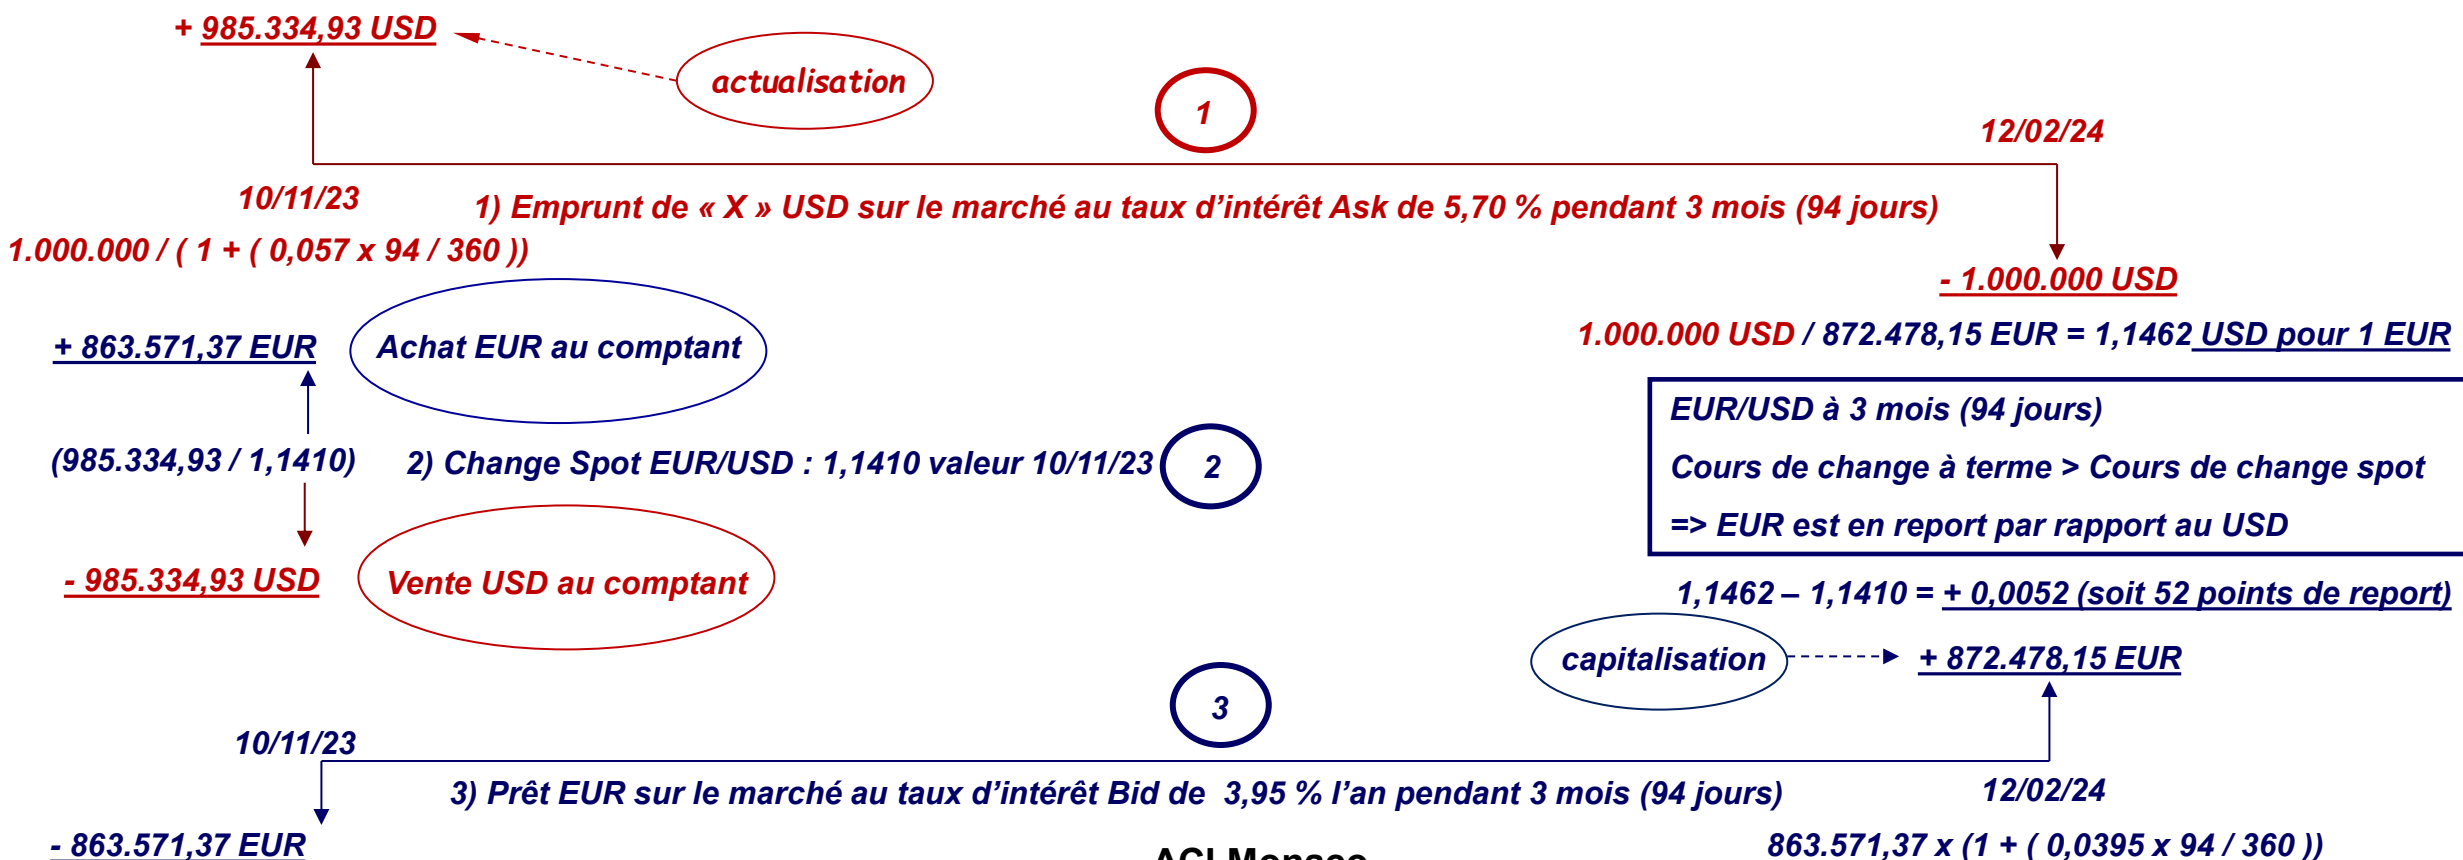 + 985.334,93 USD
actualisation
1
12/02/24
10/11/23
1) Emprunt de « X » USD sur le marché au taux d’intérêt Ask de 5,70 % pendant 3 mois (94 jours)
1.000.000 / ( 1 + ( 0,057 x 94 / 360 ))
- 1.000.000 USD
+ 863.571,37 EUR
Achat EUR au comptant
1.000.000 USD / 872.478,15 EUR = 1,1462 USD pour 1 EUR
EUR/USD à 3 mois (94 jours)
Cours de change à terme > Cours de change spot
=> EUR est en report par rapport au USD
(985.334,93 / 1,1410)
2) Change Spot EUR/USD : 1,1410 valeur 10/11/23
2
- 985.334,93 USD
Vente USD au comptant
1,1462 – 1,1410 = + 0,0052 (soit 52 points de report)
capitalisation
+ 872.478,15 EUR
3
10/11/23
3) Prêt EUR sur le marché au taux d’intérêt Bid de 3,95 % l’an pendant 3 mois (94 jours)
12/02/24
- 863.571,37 EUR
ACI Monaco
863.571,37 x (1 + ( 0,0395 x 94 / 360 ))